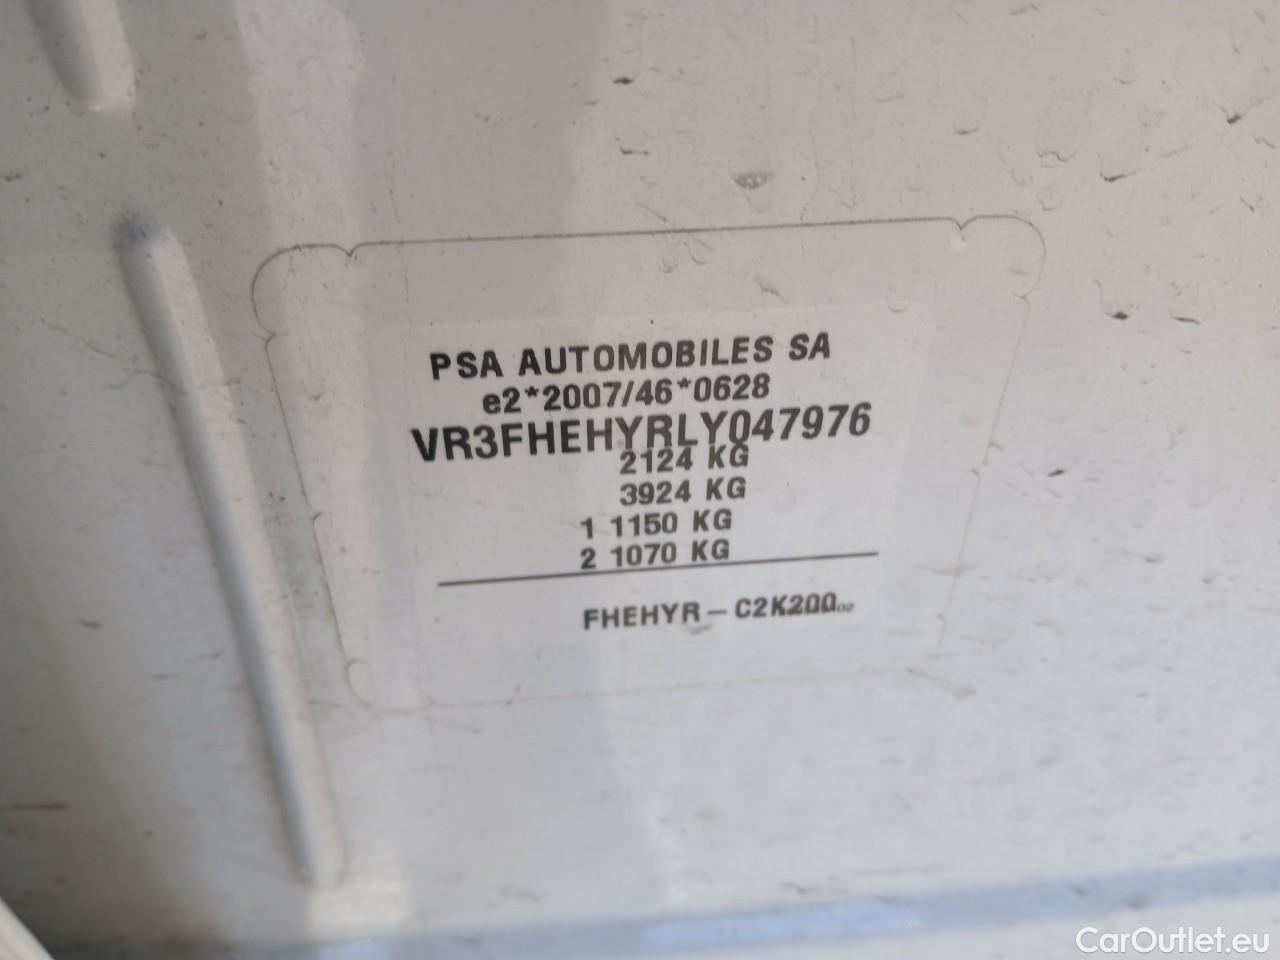 PSA AUTOMOBILES SA
e2*2007/46*0628
VR3FHEHYRLY047976
2124 KG
3924 KG
1 1150 KG
2 1070 KG
FHEHYR – C2K200 02
CarOutlet.eu